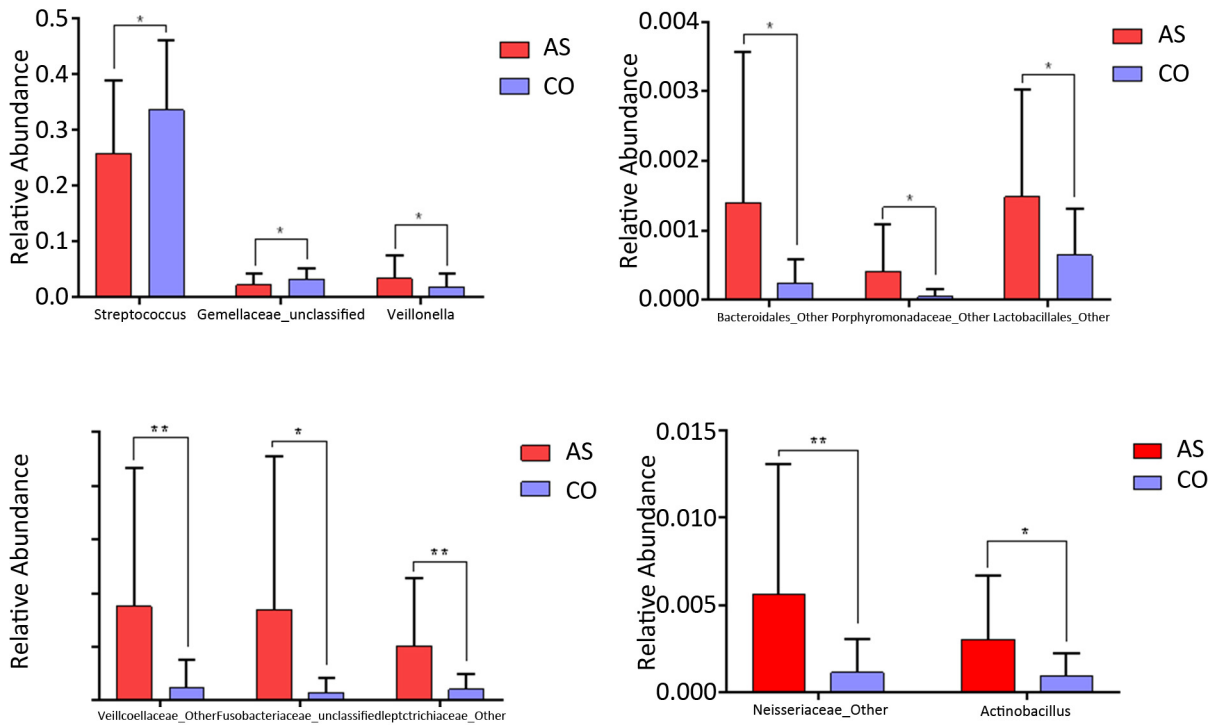 0.5
0.4
0.3
0.2
0.1
0.0
Relative Abundance
*
*
*
AS
CO
Streptococcus Gemellaceae_unclassified Veillonella
0.004
0.003
0.002
0.001
0.000
Relative Abundance
*
*
*
AS
CO
Bacteroidales_Other Porphyromonadaceae_Other Lactobacillales_Other
Relative Abundance
**
*
**
AS
CO
Veillcoellaceae_Other Fusobacteriaceae_unclassified leptctrichiaceae_Other
0.015
0.010
0.005
0.000
Relative Abundance
**
*
AS
CO
Neisseriaceae_Other Actinobacillus